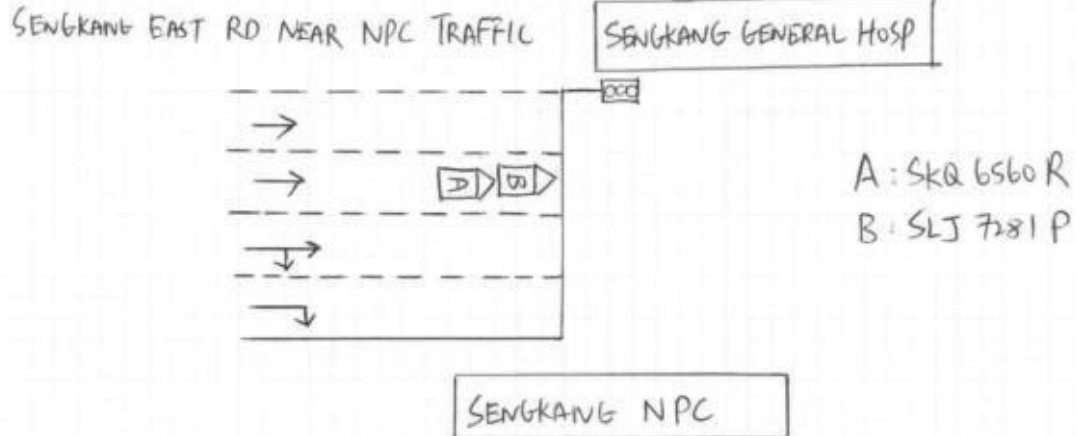 SENGKANG EAST RD NEAR NPC TRAFFIC
SENGKANG GENERAL HOSP
A B
A : SKQ 6560 R
B : SLJ 7281 P
SENGKANG NPC